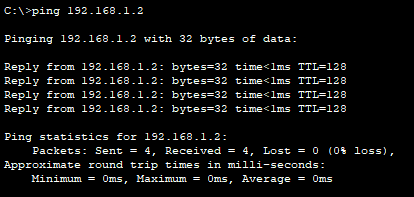 C:\>ping 192.168.1.2
Pinging 192.168.1.2 with 32 bytes of data:
Reply from 192.168.1.2: bytes=32 time<1ms TTL=128
Reply from 192.168.1.2: bytes=32 time<1ms TTL=128
Reply from 192.168.1.2: bytes=32 time<1ms TTL=128
Reply from 192.168.1.2: bytes=32 time<1ms TTL=128
Ping statistics for 192.168.1.2:
    Packets: Sent = 4, Received = 4, Lost = 0 (0% loss),
Approximate round trip times in milli-seconds:
    Minimum = 0ms, Maximum = 0ms, Average = 0ms